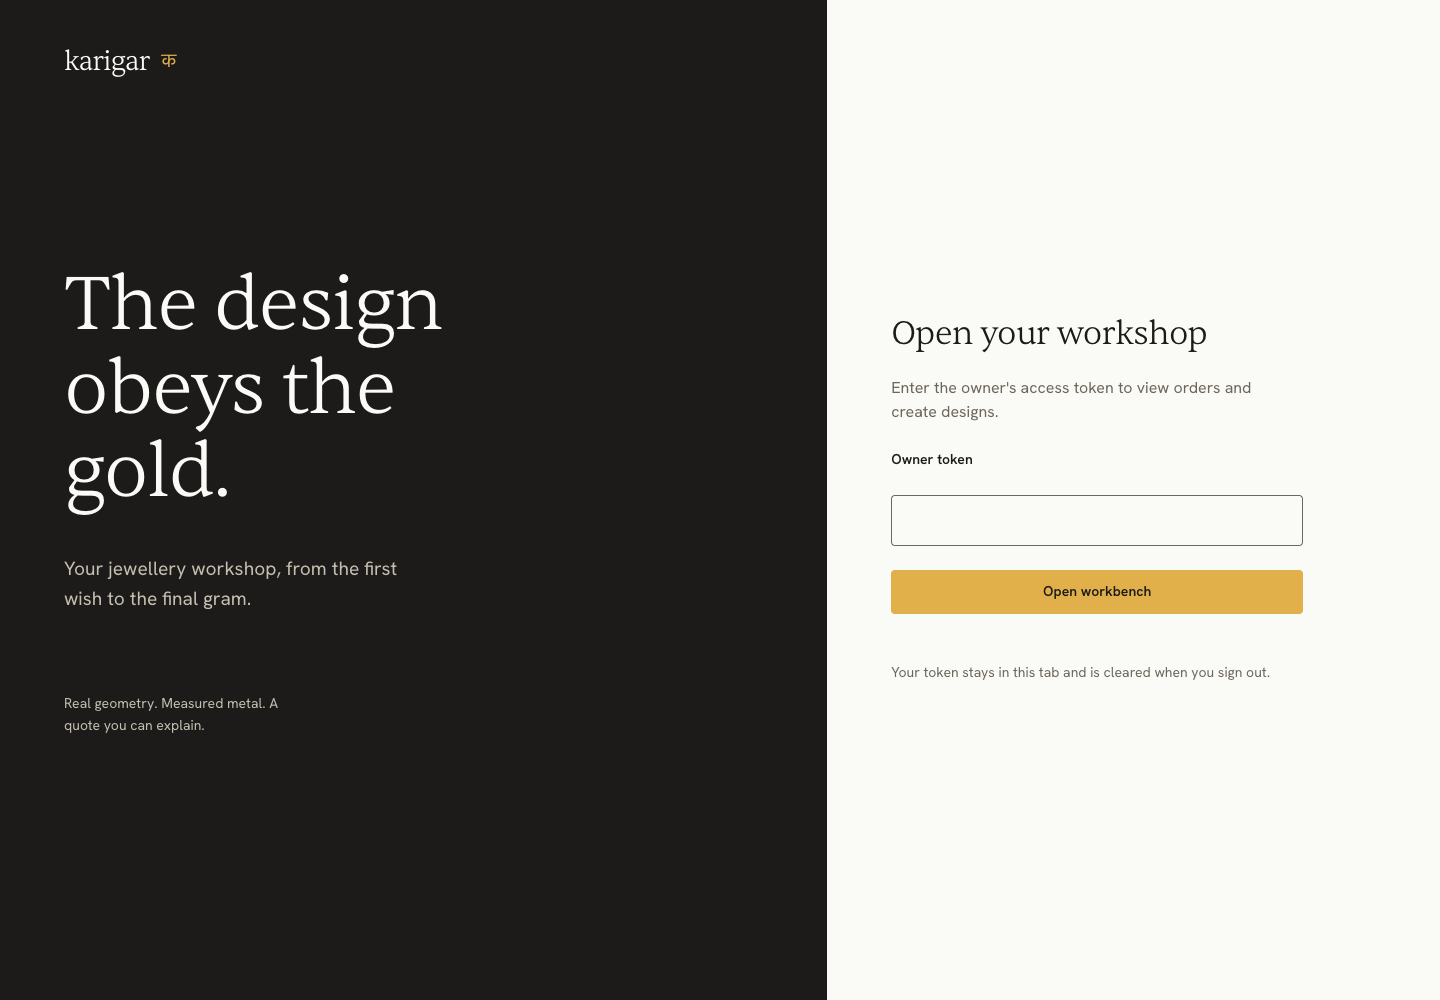 karigar क
The design
obeys the
gold.
Your jewellery workshop, from the first
wish to the final gram.
Real geometry. Measured metal. A
quote you can explain.
Open your workshop
Enter the owner's access token to view orders and
create designs.
Owner token
Open workbench
Your token stays in this tab and is cleared when you sign out.